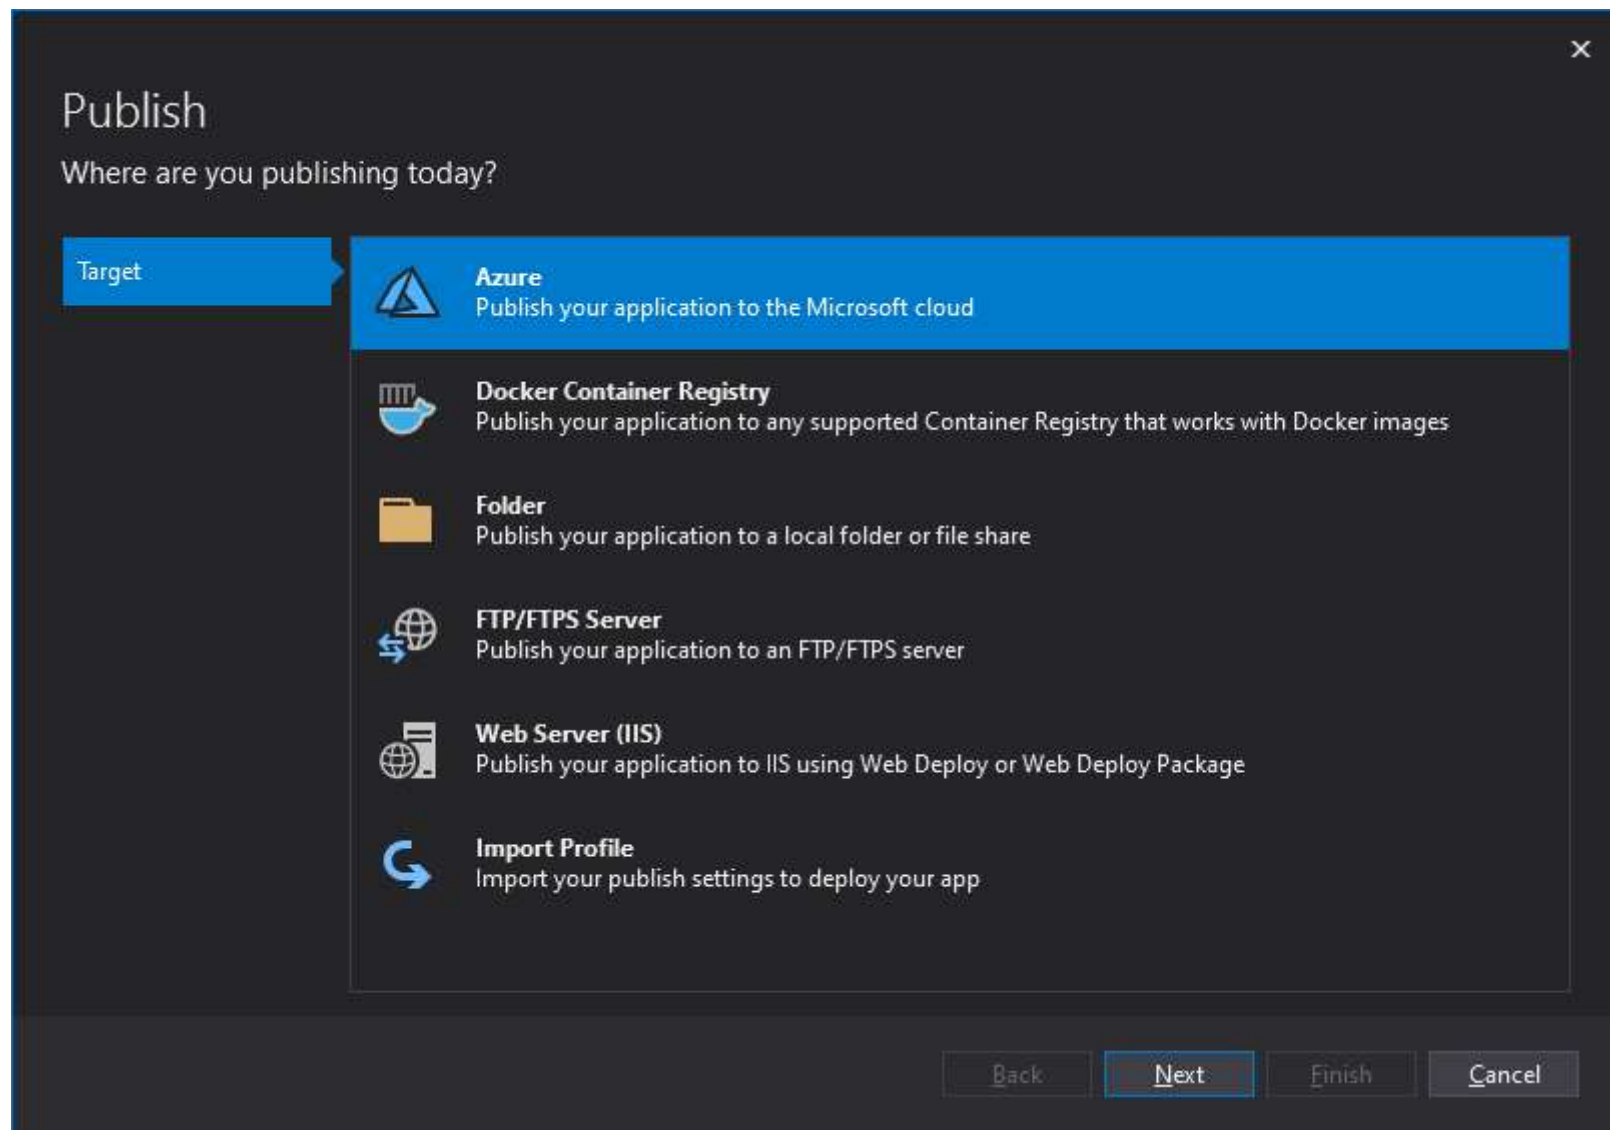 Publish
Where are you publishing today?
Target
Azure
Publish your application to the Microsoft cloud
Docker Container Registry
Publish your application to any supported Container Registry that works with Docker images
Folder
Publish your application to a local folder or file share
FTP/FTPS Server
Publish your application to an FTP/FTPS server
Web Server (IIS)
Publish your application to IIS using Web Deploy or Web Deploy Package
Import Profile
Import your publish settings to deploy your app
Back Next Finish Cancel